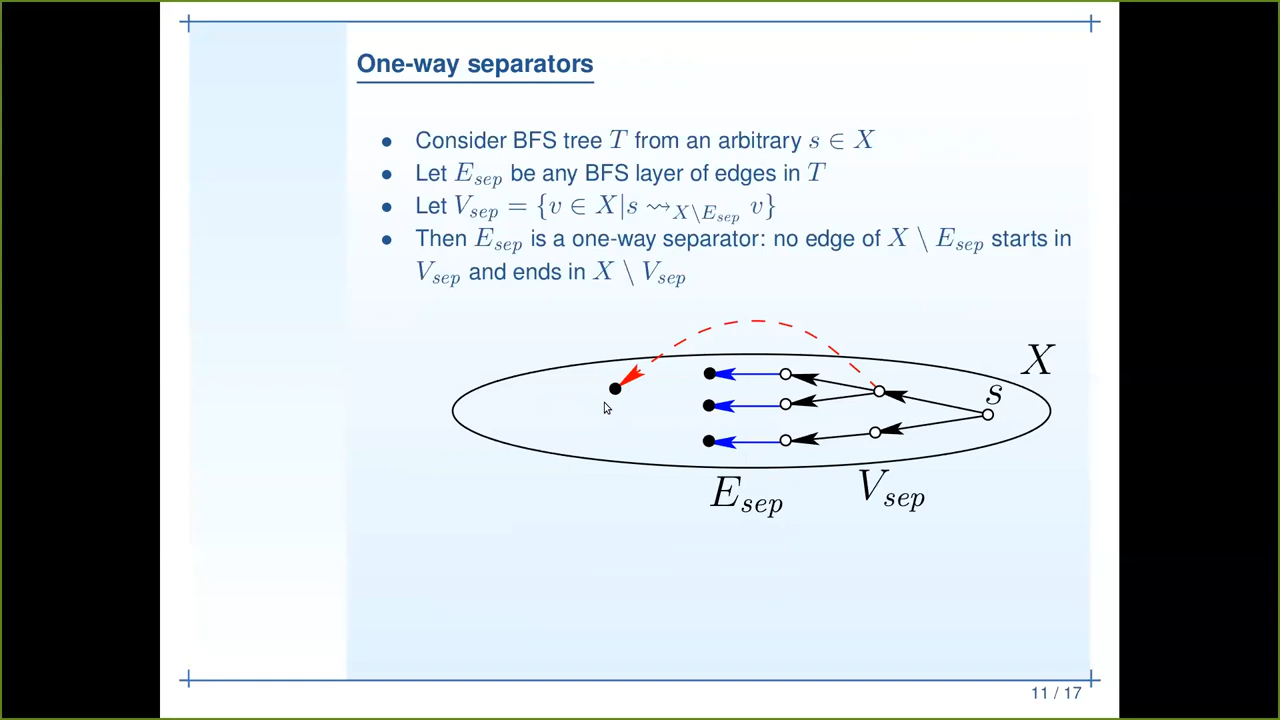 One-way separators
• Consider BFS tree T from an arbitrary s ∈ X
• Let E_sep be any BFS layer of edges in T
• Let V_sep = {v ∈ X|s ⇝_{X\E_sep} v}
• Then E_sep is a one-way separator: no edge of X \ E_sep starts in
V_sep and ends in X \ V_sep
X
s
E_sep V_sep
11 / 17